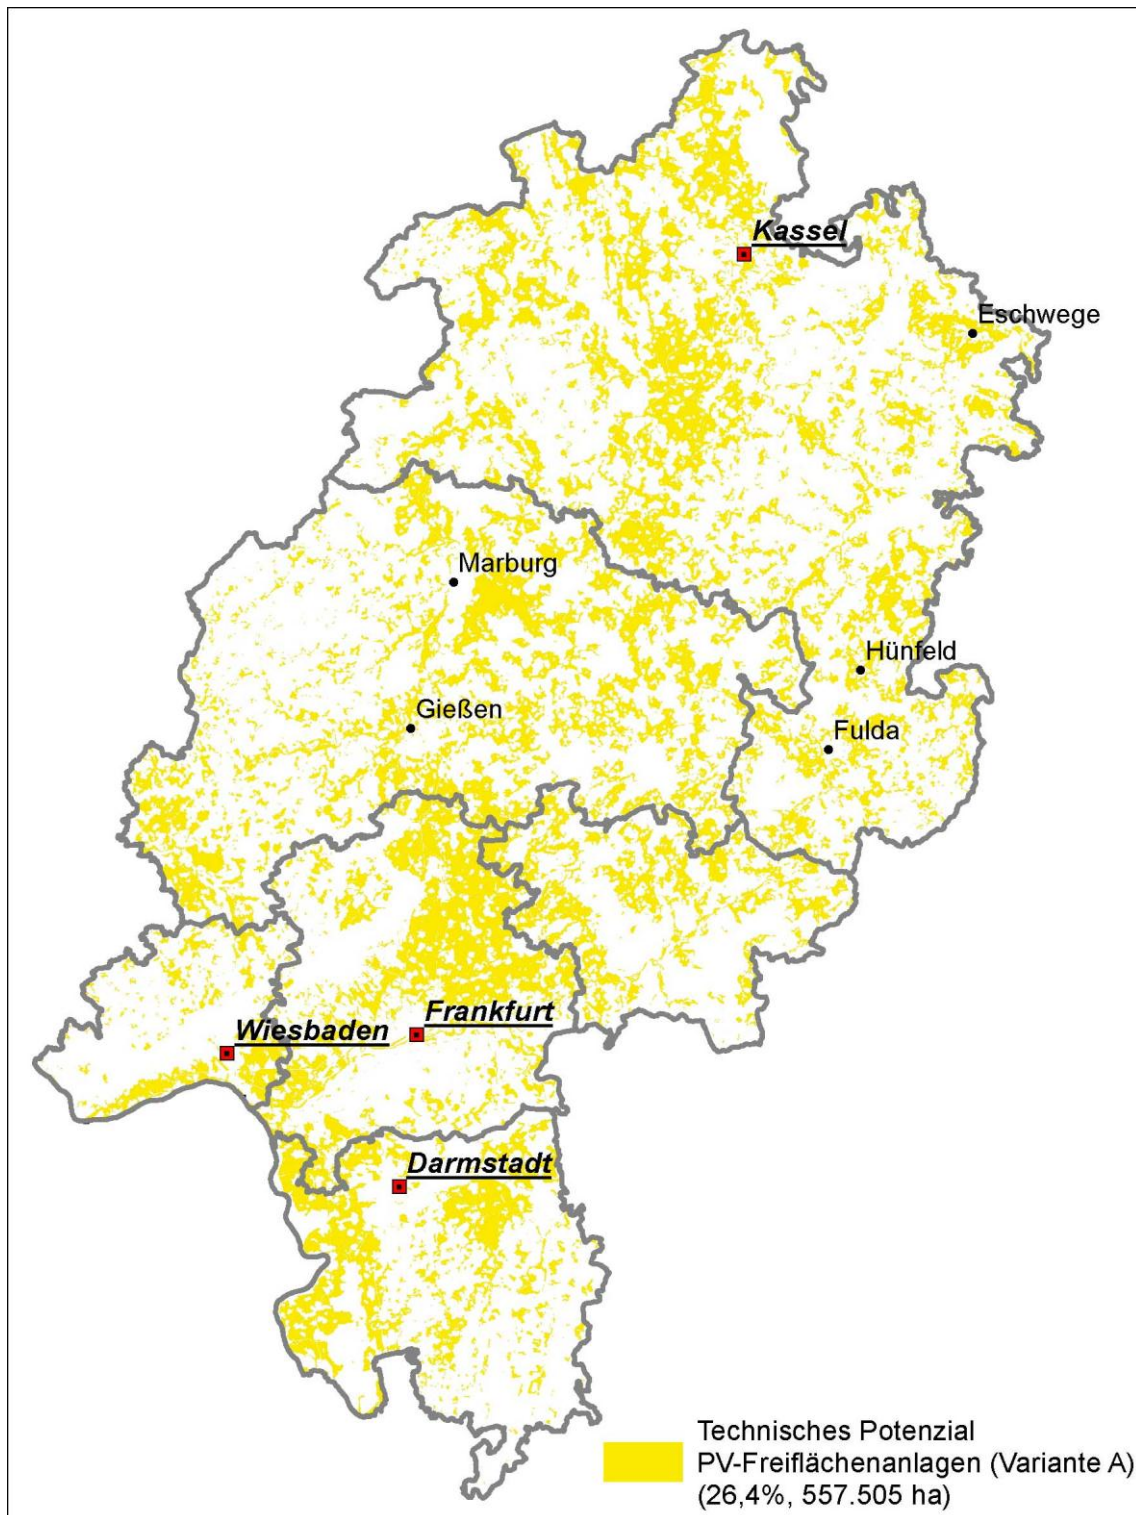 Kassel
Eschwege
Marburg
Hünfeld
Gießen
Fulda
Frankfurt
Wiesbaden
Darmstadt
Technisches Potenzial
PV-Freiflächenanlagen (Variante A)
(26,4%, 557.505 ha)